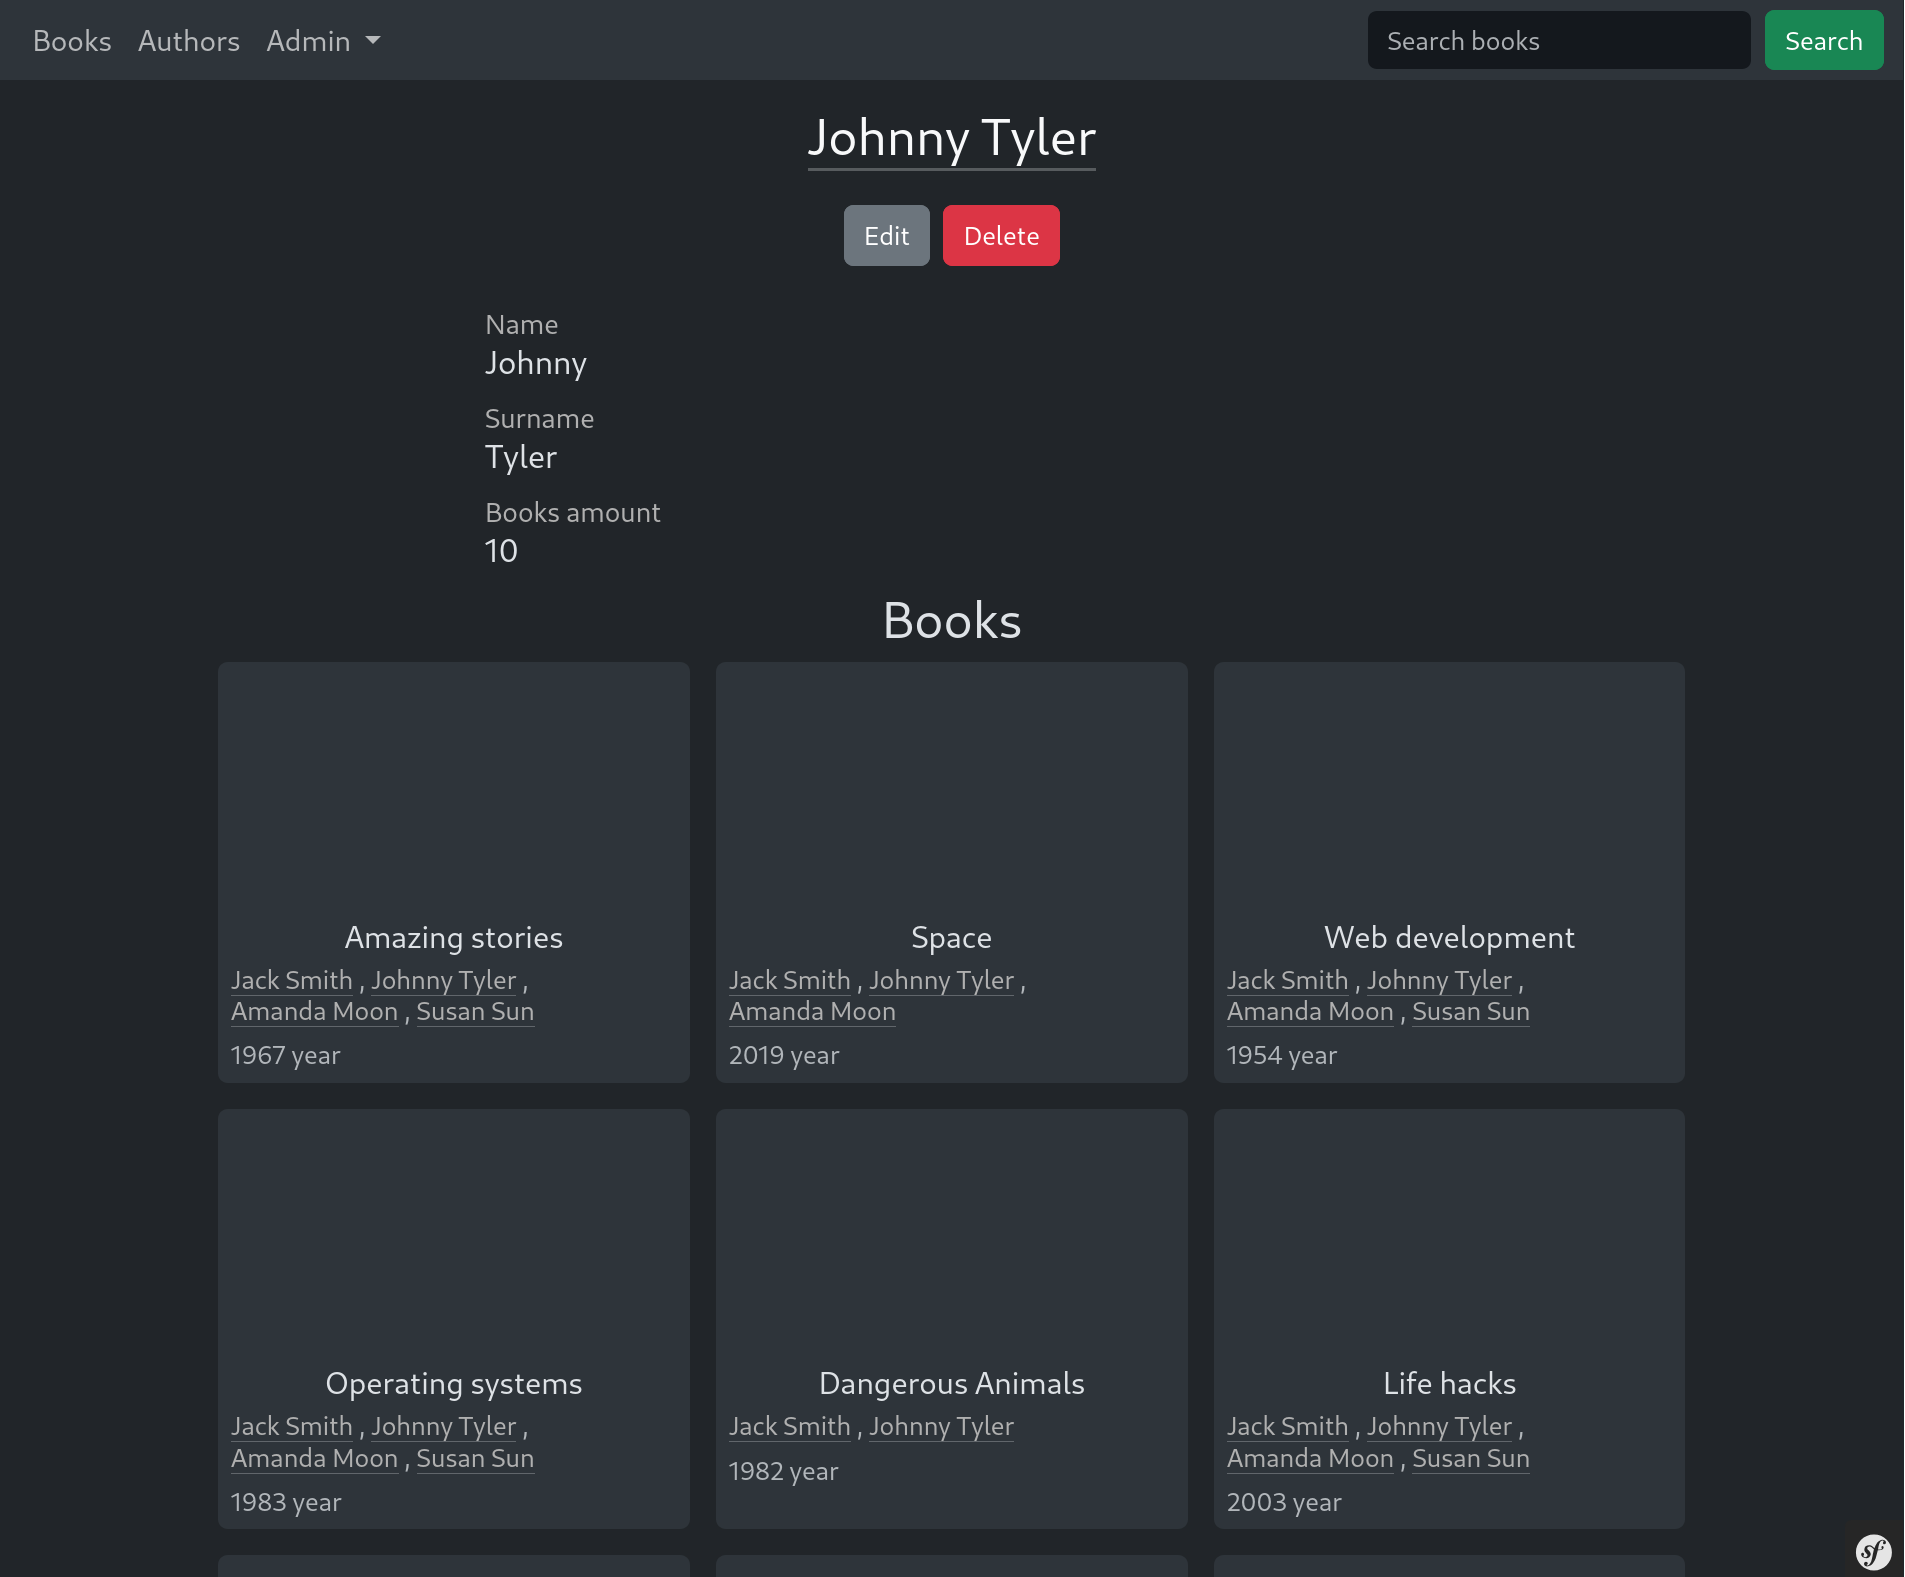 Books Authors Admin Search books Search
Johnny Tyler
Edit Delete
Name
Johnny
Surname
Tyler
Books amount
10
Books
Amazing stories
Jack Smith , Johnny Tyler ,
Amanda Moon , Susan Sun
1967 year
Space
Jack Smith , Johnny Tyler ,
Amanda Moon
2019 year
Web development
Jack Smith , Johnny Tyler ,
Amanda Moon , Susan Sun
1954 year
Operating systems
Jack Smith , Johnny Tyler ,
Amanda Moon , Susan Sun
1983 year
Dangerous Animals
Jack Smith , Johnny Tyler
1982 year
Life hacks
Jack Smith , Johnny Tyler ,
Amanda Moon , Susan Sun
2003 year
sf